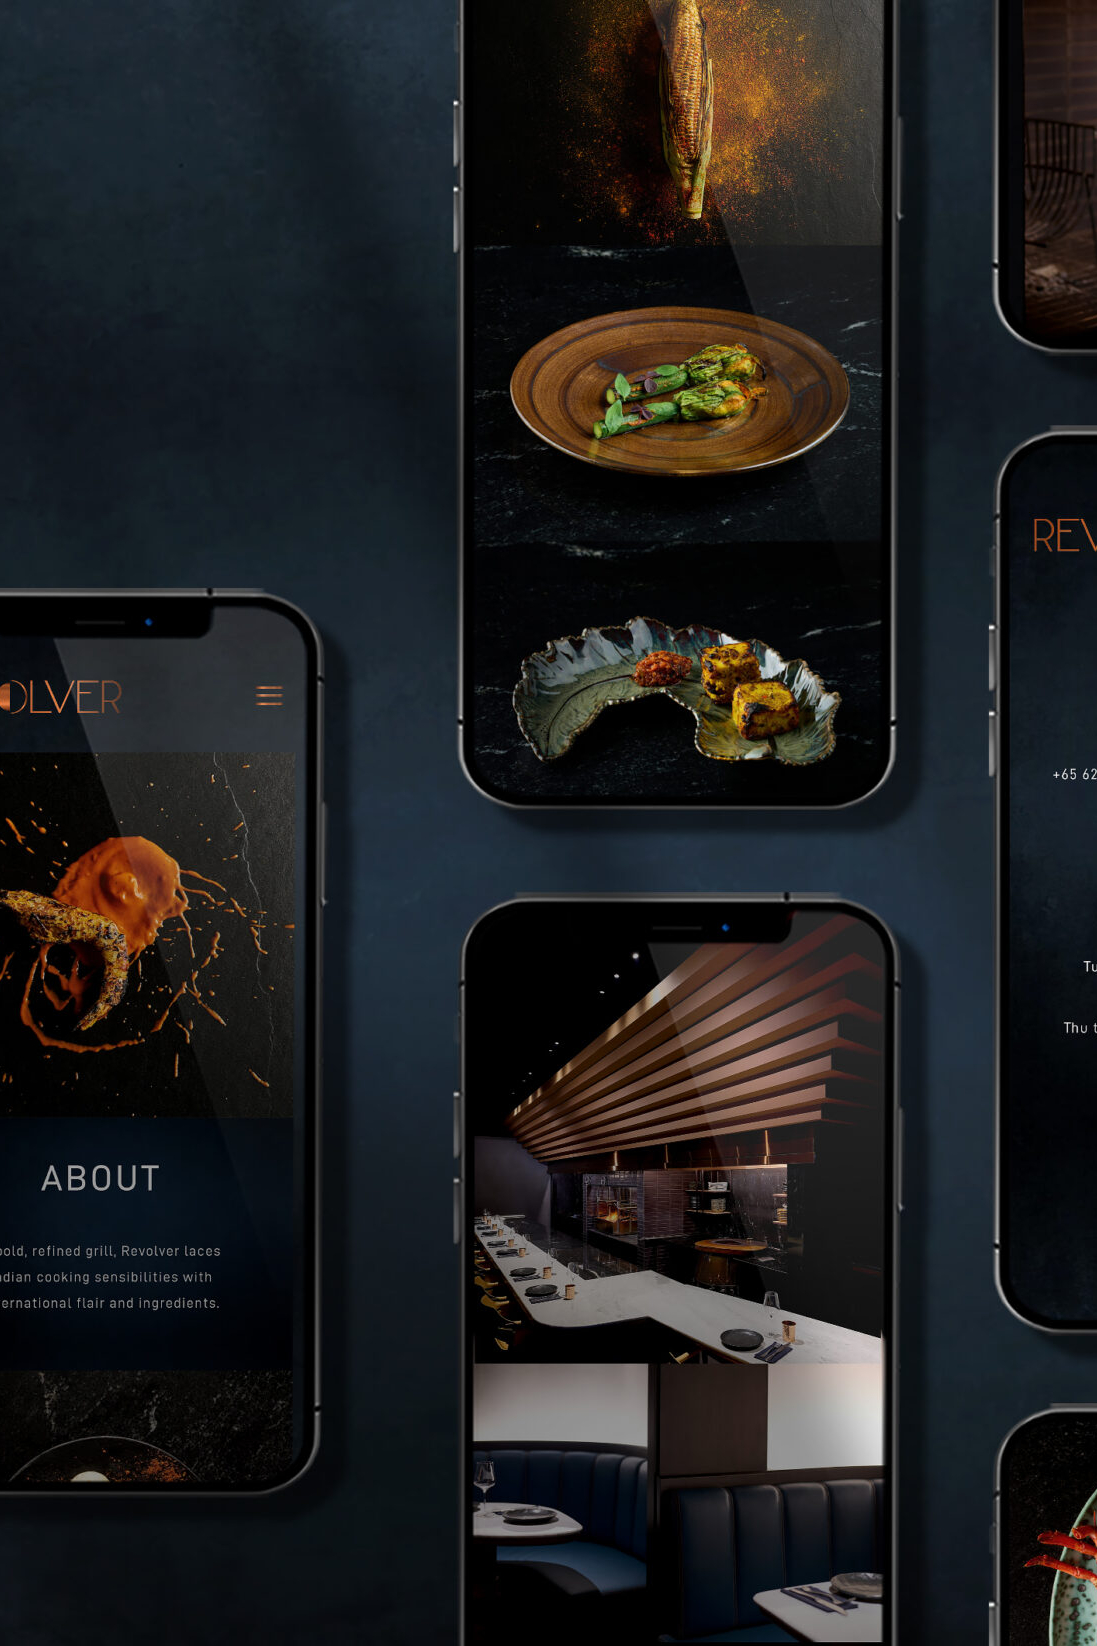 OLVER
ABOUT
bold, refined grill, Revolver laces
ndian cooking sensibilities with
ernational flair and ingredients.
REV
+65 62
Tu
Thu t